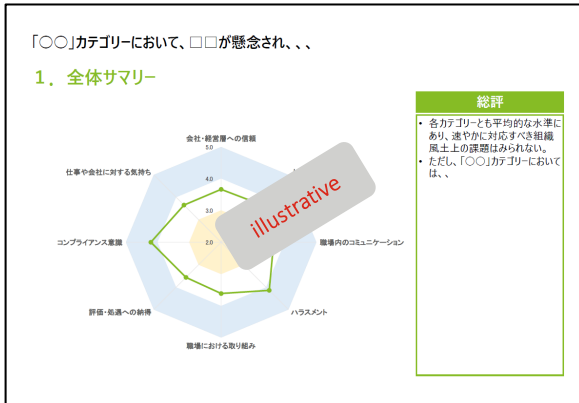 「○○」カテゴリーにおいて、□□が懸念され、、、
1．全体サマリー
会社・経営層への信頼
5.0
仕事や会社に対する気持ち
4.0
3.0
illustrative
コンプライアンス意識
2.0
職場内のコミュニケーション
評価・処遇への納得
ハラスメント
職場における取り組み
総評
• 各カテゴリーとも平均的な水準に
あり、速やかに対応すべき組織
風土上の課題はみられない。
• ただし、「○○」カテゴリーにおいて
は、、